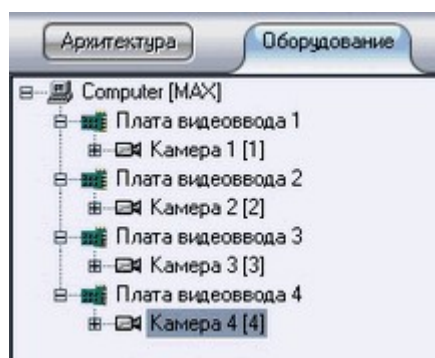 Архитектура Оборудование
Computer [MAX]
Плата видеоввода 1
Камера 1 [1]
Плата видеоввода 2
Камера 2 [2]
Плата видеоввода 3
Камера 3 [3]
Плата видеоввода 4
Камера 4 [4]